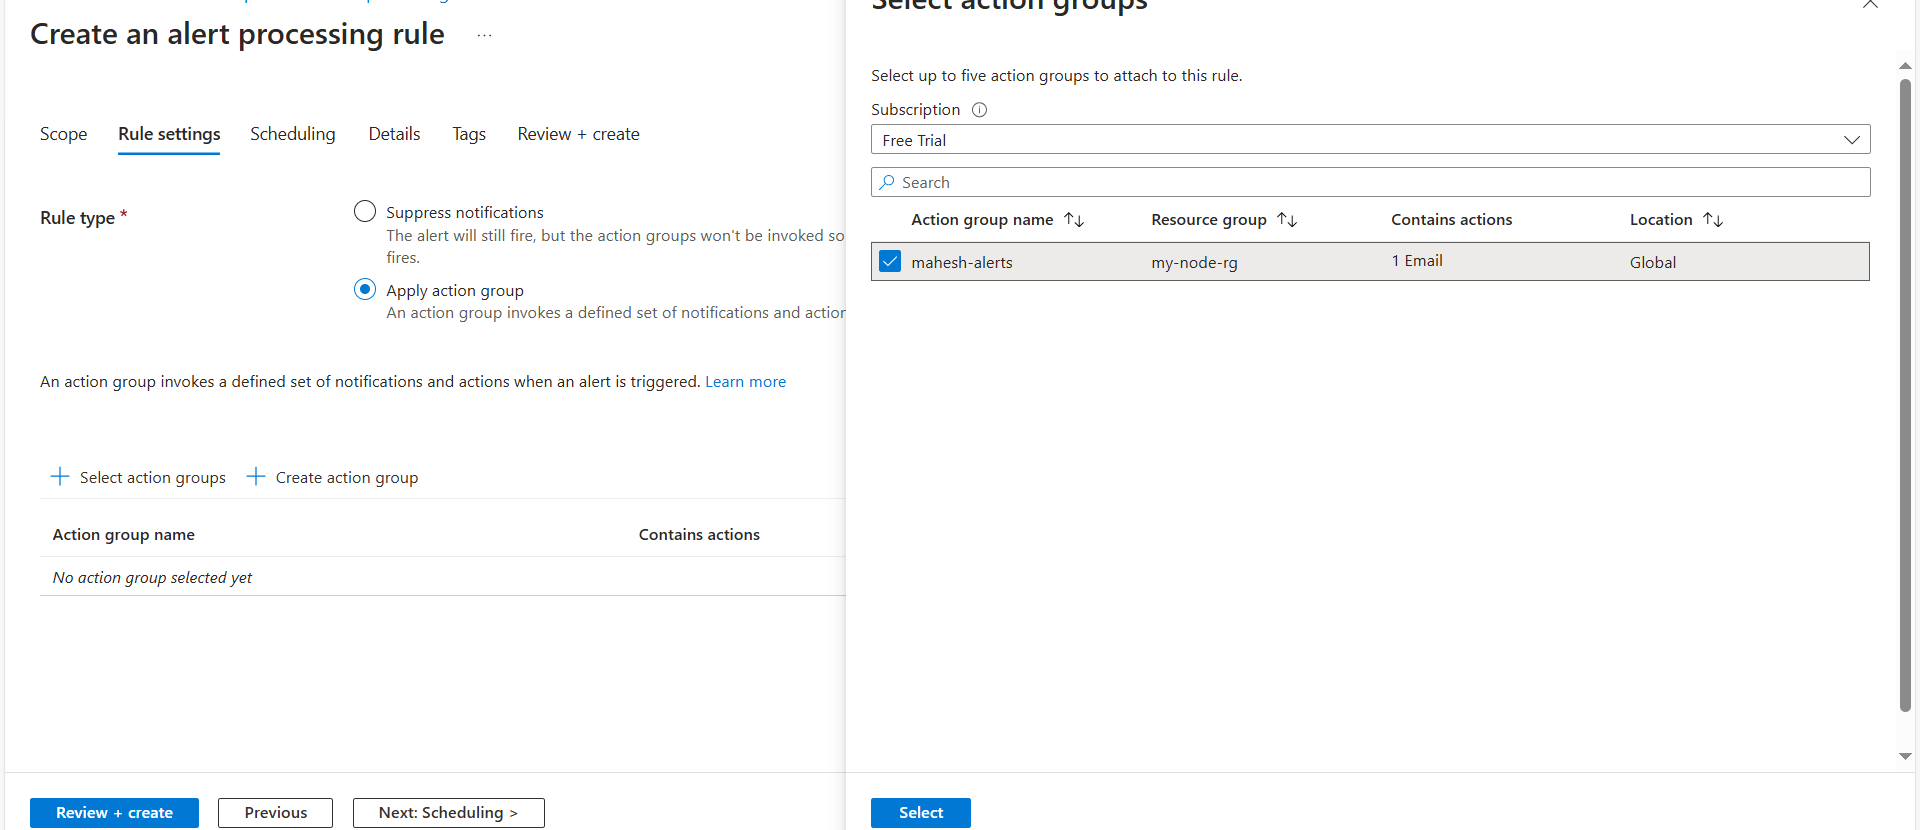 Create an alert processing rule
...
Scope
Rule settings
Scheduling
Details
Tags
Review + create
Rule type *
Suppress notifications
The alert will still fire, but the action groups won't be invoked so
fires.
Apply action group
An action group invokes a defined set of notifications and action
An action group invokes a defined set of notifications and actions when an alert is triggered. Learn more
Select action groups
Create action group
Action group name
Contains actions
No action group selected yet
Review + create
Previous
Next: Scheduling >
Select action groups
Select up to five action groups to attach to this rule.
Subscription
Free Trial
Search
Action group name
Resource group
Contains actions
Location
mahesh-alerts
my-node-rg
1 Email
Global
Select